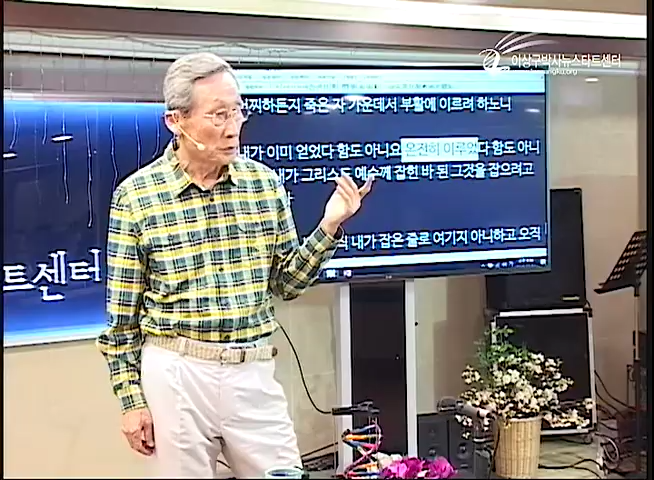 이상구박사뉴스타트센터
어찌하든지 죽은 자 가운데서 부활에 이르려 하노니
내가 이미 얻었다 함도 아니요 온전히 이루었다 함도 아니
내가 그리스도 예수께 잡힌 바 된 그것을 잡으려고
내가 잡은 줄로 여기지 아니하고 오직
트센터